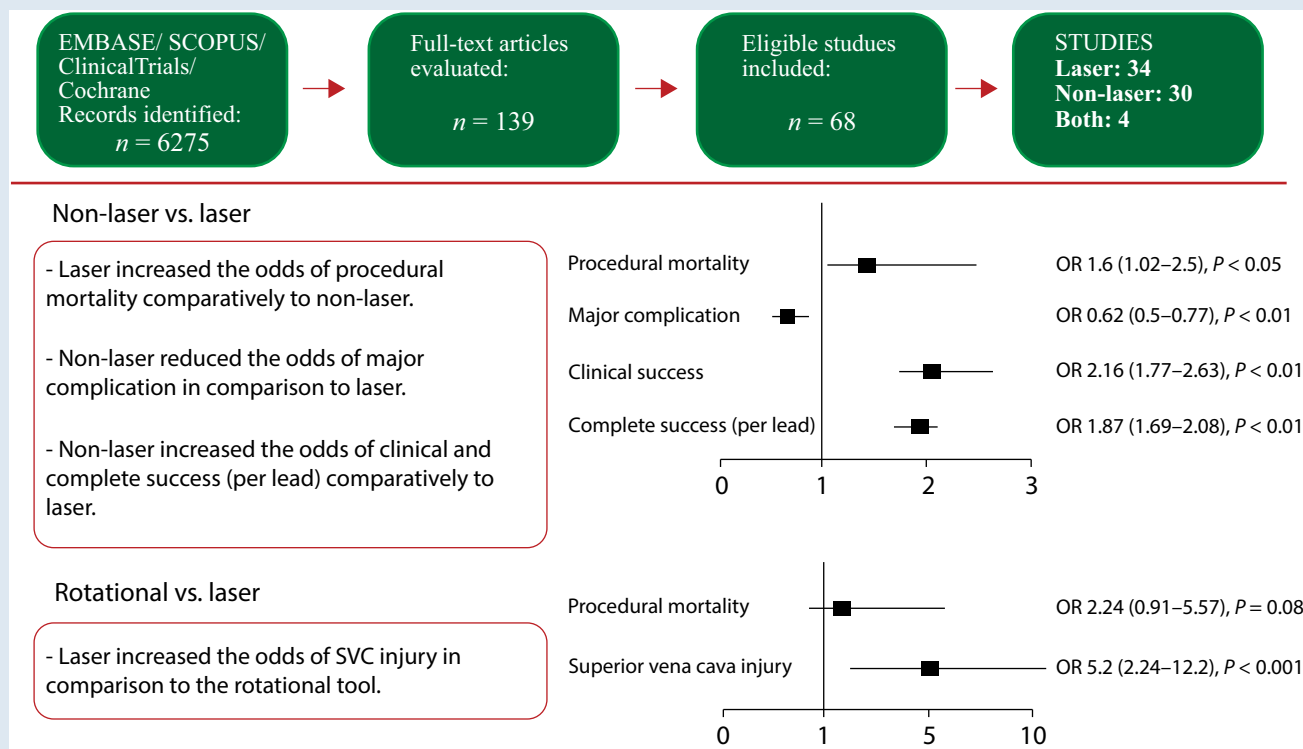 EMBASE/ SCOPUS/
ClinicalTrials/
Cochrane
Records identified:
n = 6275
Full-text articles
evaluated:
n = 139
Eligible studues
included:
n = 68
STUDIES
Laser: 34
Non-laser: 30
Both: 4
Non-laser vs. laser
- Laser increased the odds of procedural
mortality comparatively to non-laser.
- Non-laser reduced the odds of major
complication in comparison to laser.
- Non-laser increased the odds of clinical and
complete success (per lead) comparatively to
laser.
1
Procedural mortality OR 1.6 (1.02–2.5), P < 0.05
Major complication OR 0.62 (0.5–0.77), P < 0.01
Clinical success OR 2.16 (1.77–2.63), P < 0.01
Complete success (per lead) OR 1.87 (1.69–2.08), P < 0.01
0 1 2 3
Rotational vs. laser
- Laser increased the odds of SVC injury in
comparison to the rotational tool.
1
Procedural mortality OR 2.24 (0.91–5.57), P = 0.08
Superior vena cava injury OR 5.2 (2.24–12.2), P < 0.001
0 1 5 10